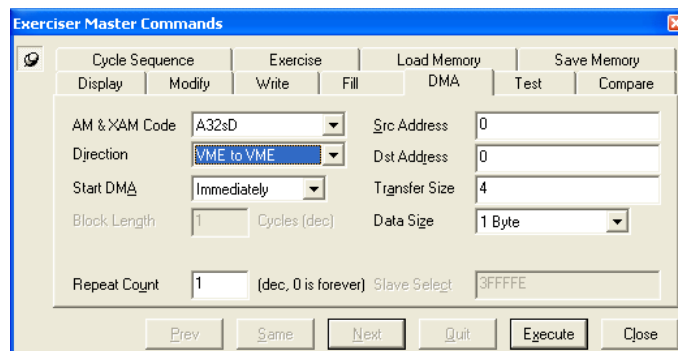 Exerciser Master Commands
Cycle Sequence Exercise Load Memory Save Memory
Display Modify Write Fill DMA Test Compare
AM & XAM Code A32sD Src Address 0
Direction VME to VME Dst Address 0
Start DMA Immediately Transfer Size 4
Block Length 1 Cycles (dec) Data Size 1 Byte
Repeat Count 1 (dec, 0 is forever) Slave Select 3FFFFE
Prev Same Next Quit Execute Close